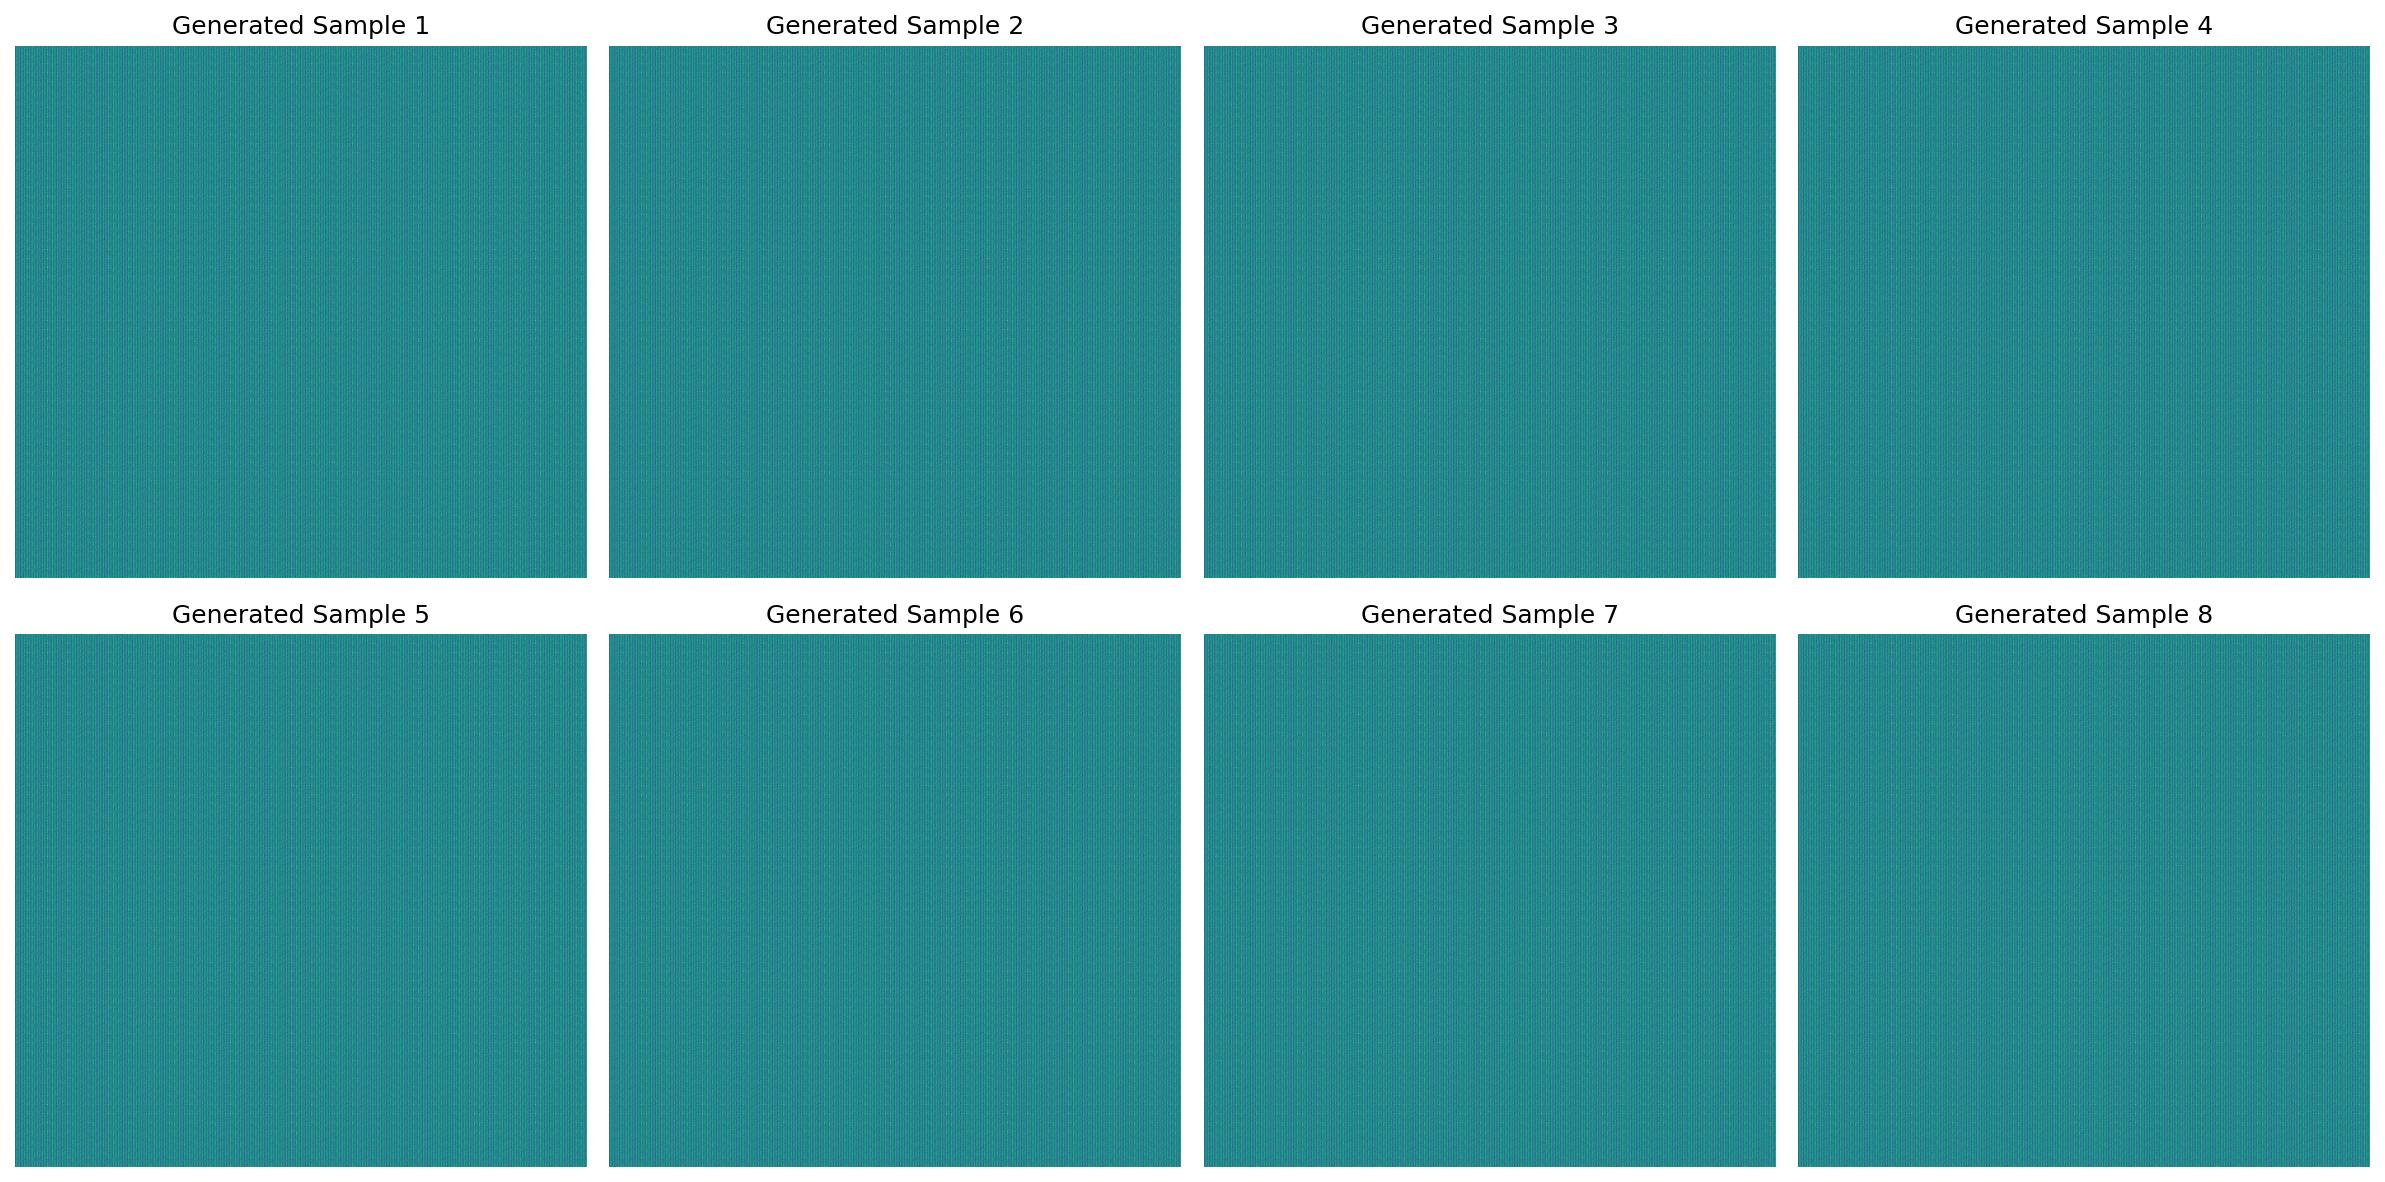 Generated Sample 1
Generated Sample 2
Generated Sample 3
Generated Sample 4
Generated Sample 5
Generated Sample 6
Generated Sample 7
Generated Sample 8